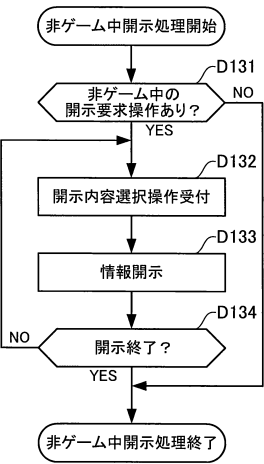 非ゲーム中開示処理開始
D131
非ゲーム中の
開示要求操作あり?
NO
YES
D132
開示内容選択操作受付
D133
情報開示
D134
開示終了?
NO
YES
非ゲーム中開示処理終了